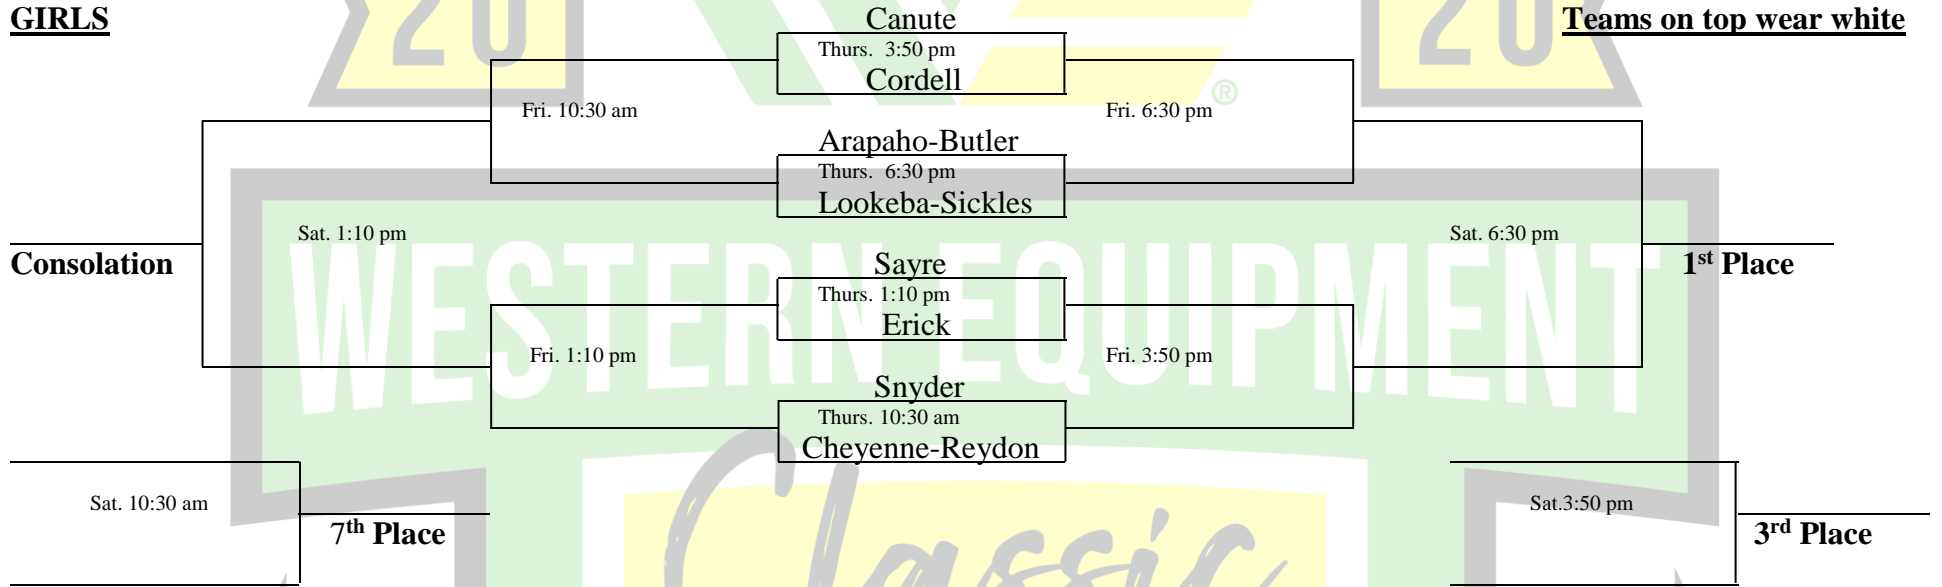 GIRLS
Teams on top wear white
20
20
®
Canute
Thurs. 3:50 pm
Cordell
Fri. 10:30 am
Fri. 6:30 pm
Arapaho-Butler
Thurs. 6:30 pm
Lookeba-Sickles
Sat. 1:10 pm
Sat. 6:30 pm
Consolation
1st Place
WESTERN EQUIPMENT
Sayre
Thurs. 1:10 pm
Erick
Fri. 1:10 pm
Fri. 3:50 pm
Snyder
Thurs. 10:30 am
Cheyenne-Reydon
Sat. 10:30 am
7th Place
Sat.3:50 pm
3rd Place
Classic